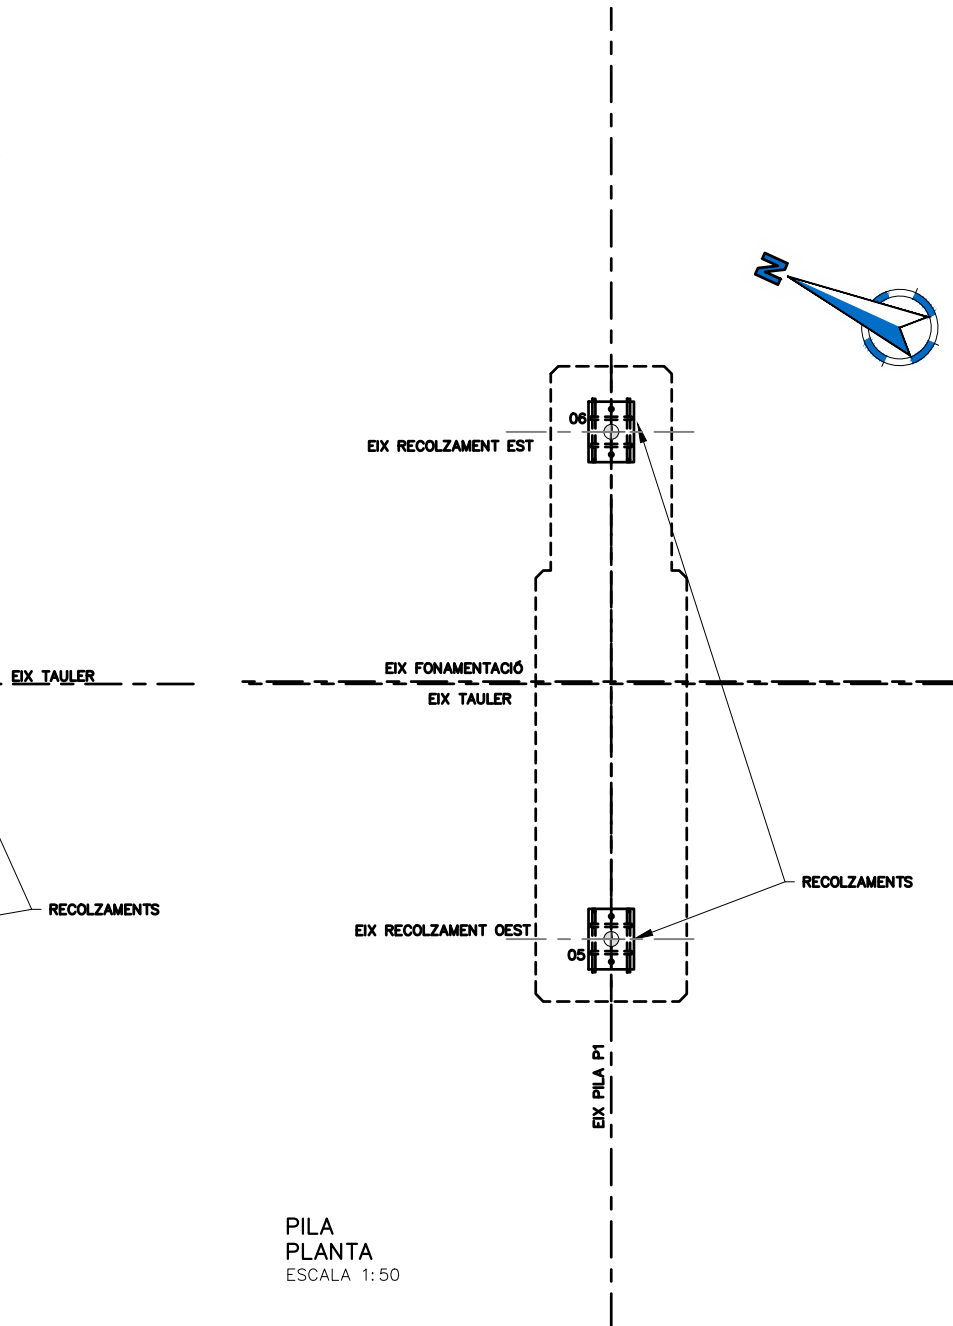 N
06
EIX RECOLZAMENT EST
EIX TAULER
EIX FONAMENTACIÓ
EIX TAULER
RECOLZAMENTS
RECOLZAMENTS
EIX RECOLZAMENT OEST
05
EIX PILA P1
PILA
PLANTA
ESCALA 1:50